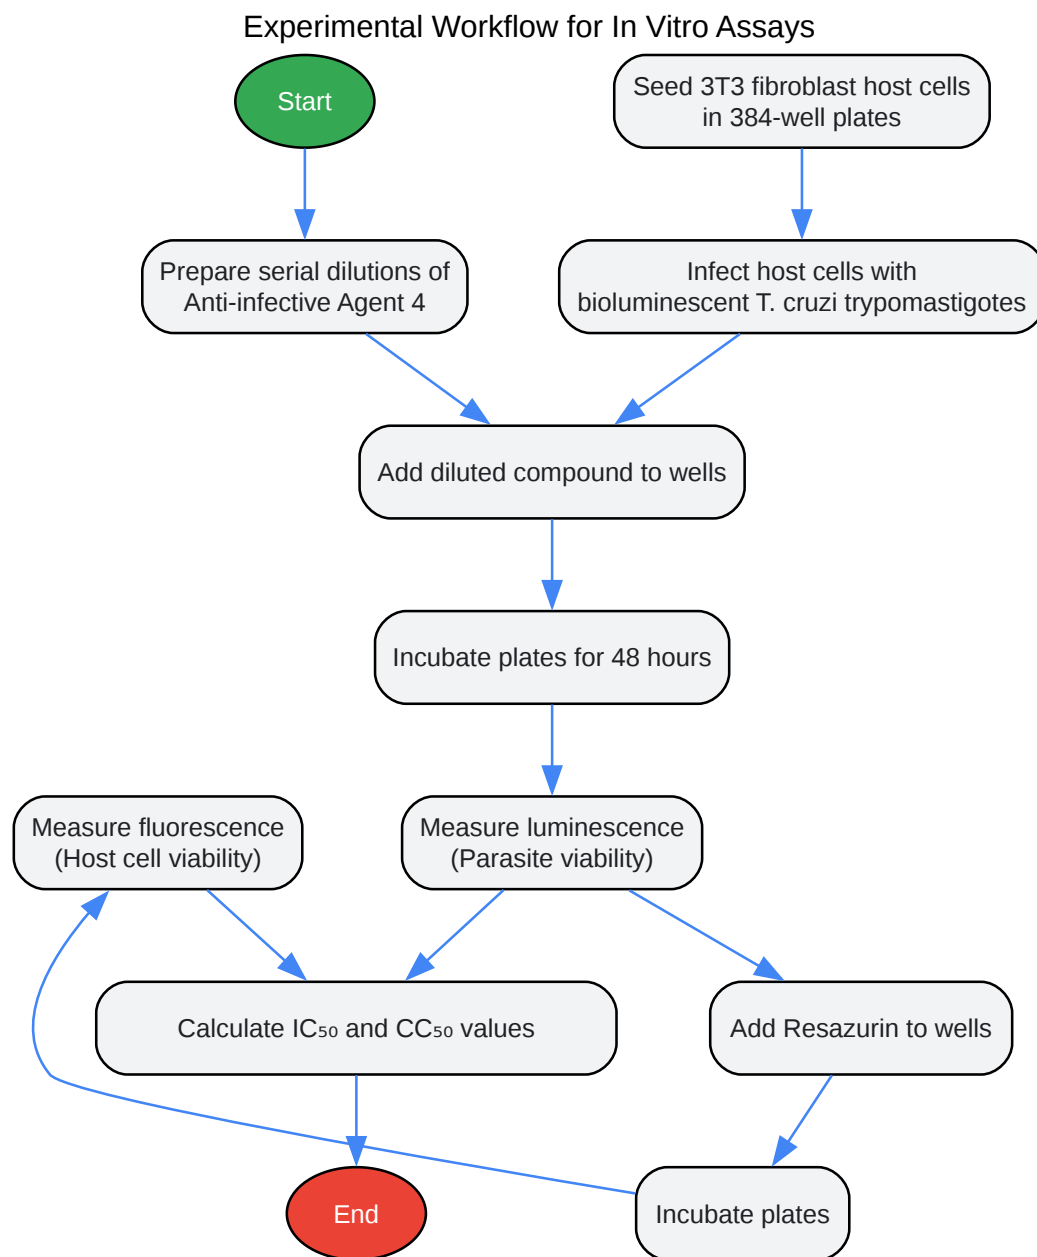 Experimental Workflow for In Vitro Assays
Start
Seed 3T3 fibroblast host cells
in 384-well plates
Prepare serial dilutions of
Anti-infective Agent 4
Infect host cells with
bioluminescent T. cruzi trypomastigotes
Add diluted compound to wells
Incubate plates for 48 hours
Measure fluorescence
(Host cell viability)
Measure luminescence
(Parasite viability)
Calculate IC₅₀ and CC₅₀ values
Add Resazurin to wells
End
Incubate plates